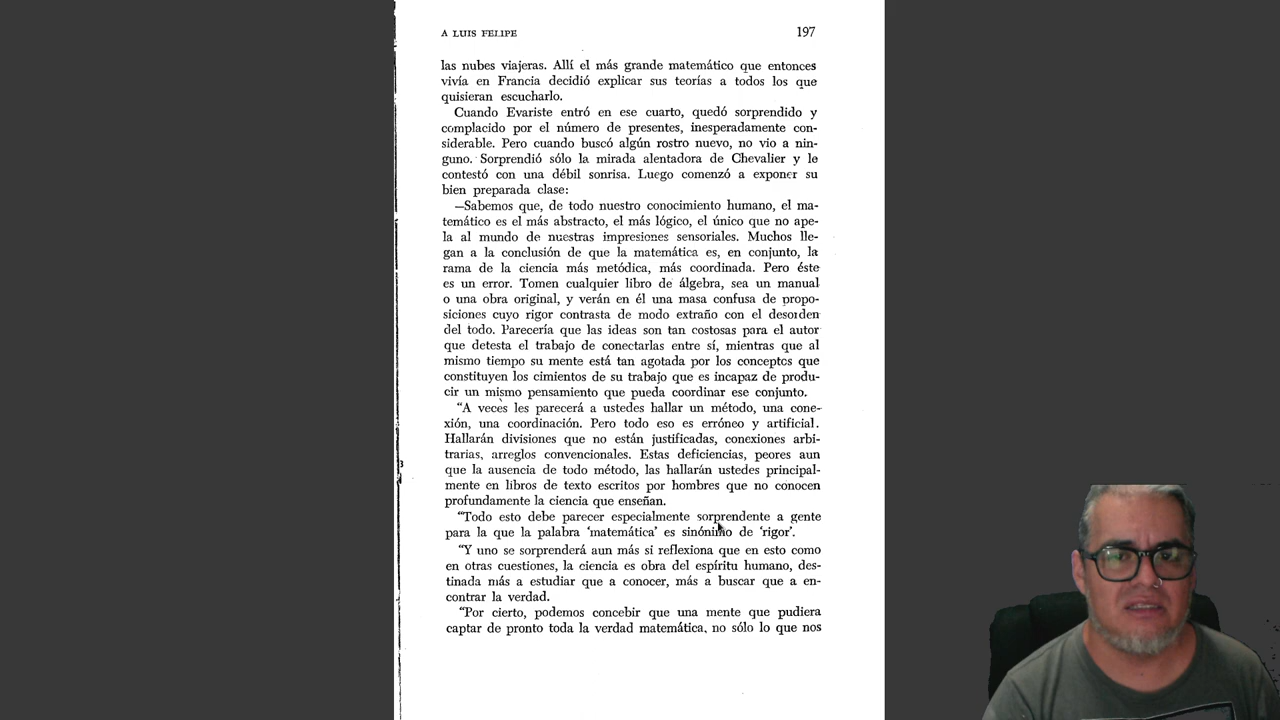 A LUIS FELIPE 197
las nubes viajeras. Allí el más grande matemático que entonces
vivía en Francia decidió explicar sus teorías a todos los que
quisieran escucharlo.
Cuando Evariste entró en ese cuarto, quedó sorprendido y
complacido por el número de presentes, inesperadamente con-
siderable. Pero cuando buscó algún rostro nuevo, no vio a nin-
guno. Sorprendió sólo la mirada alentadora de Chevalier y le
contestó con una débil sonrisa. Luego comenzó a exponer su
bien preparada clase:
—Sabemos que, de todo nuestro conocimiento humano, el ma-
temático es el más abstracto, el más lógico, el único que no ape-
la al mundo de nuestras impresiones sensoriales. Muchos lle-
gan a la conclusión de que la matemática es, en conjunto, la
rama de la ciencia más metódica, más coordinada. Pero éste
es un error. Tomen cualquier libro de álgebra, sea un manual
o una obra original, y verán en él una masa confusa de propo-
siciones cuyo rigor contrasta de modo extraño con el desorden
del todo. Parecería que las ideas son tan costosas para el autor
que detesta el trabajo de conectarlas entre sí, mientras que al
mismo tiempo su mente está tan agotada por los conceptos que
constituyen los cimientos de su trabajo que es incapaz de produ-
cir un mismo pensamiento que pueda coordinar ese conjunto.
“A veces les parecerá a ustedes hallar un método, una cone-
xión, una coordinación. Pero todo eso es erróneo y artificial.
Hallarán divisiones que no están justificadas, conexiones arbi-
trarias, arreglos convencionales. Estas deficiencias, peores aun
que la ausencia de todo método, las hallarán ustedes principal-
mente en libros de texto escritos por hombres que no conocen
profundamente la ciencia que enseñan.
“Todo esto debe parecer especialmente sorprendente a gente
para la que la palabra ‘matemática’ es sinónimo de ‘rigor’.
“Y uno se sorprenderá aun más si reflexiona que en esto como
en otras cuestiones, la ciencia es obra del espíritu humano, des-
tinada más a estudiar que a conocer, más a buscar que a en-
contrar la verdad.
“Por cierto, podemos concebir que una mente que pudiera
captar de pronto toda la verdad matemática, no sólo lo que nos